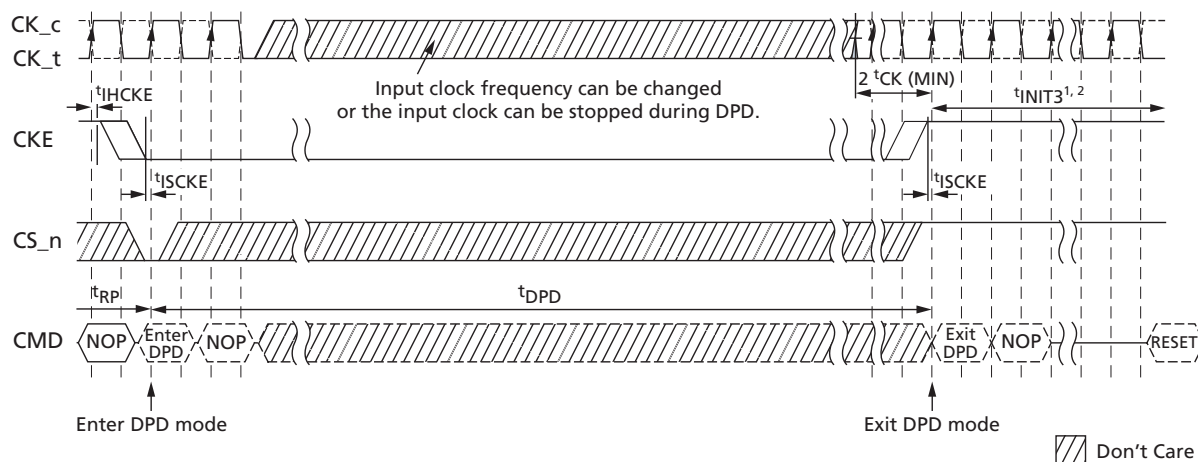 CK_c
CK_t
Input clock frequency can be changed
or the input clock can be stopped during DPD.
2 tCK (MIN)
tIHCKE
tINIT31, 2
CKE
tISCKE
tISCKE
CS_n
tRP
tDPD
CMD
NOP
Enter
DPD
NOP
Exit
DPD
NOP
RESET
Enter DPD mode
Exit DPD mode
Don't Care